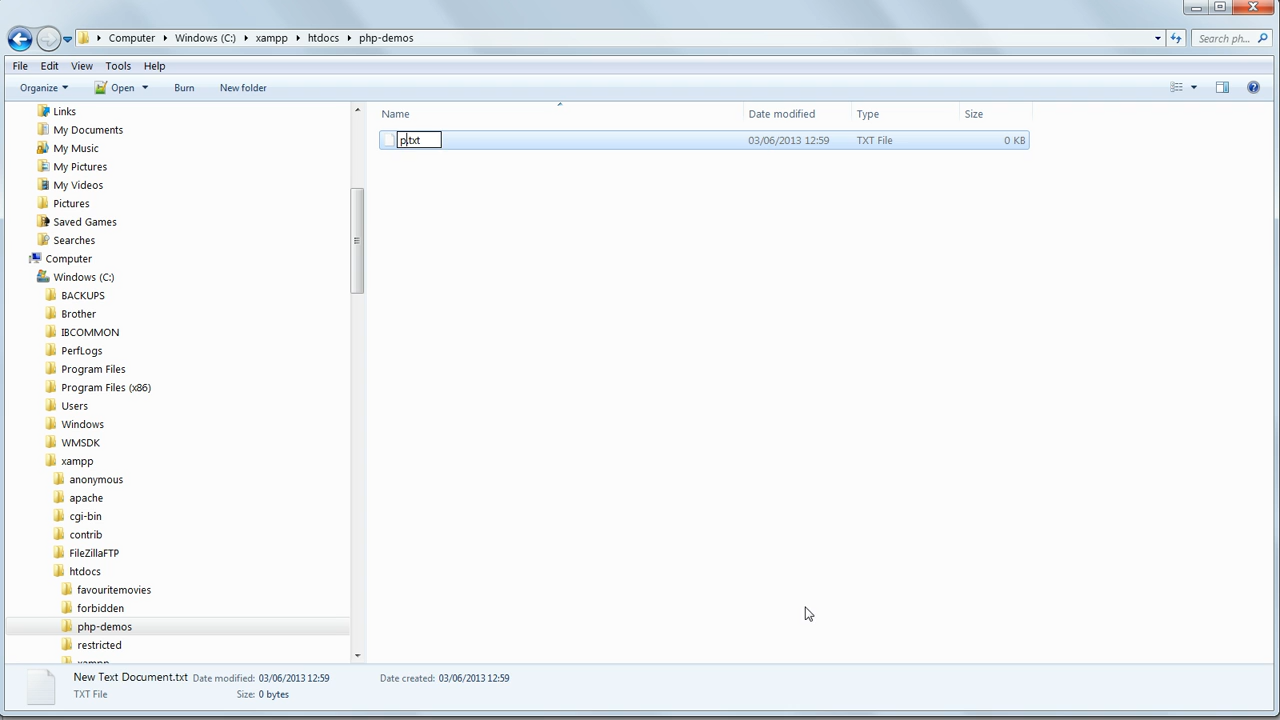 Computer Windows (C:) xampp htdocs php-demos Search ph...
File Edit View Tools Help
Organize Open Burn New folder
Links
My Documents
My Music
My Pictures
My Videos
Pictures
Saved Games
Searches
Computer
Windows (C:)
BACKUPS
Brother
IBCOMMON
PerfLogs
Program Files
Program Files (x86)
Users
Windows
WMSDK
xampp
anonymous
apache
cgi-bin
contrib
FileZillaFTP
htdocs
favouritemovies
forbidden
php-demos
restricted
xampp
Name Date modified Type Size
p.txt 03/06/2013 12:59 TXT File 0 KB
New Text Document.txt Date modified: 03/06/2013 12:59 Date created: 03/06/2013 12:59
TXT File Size: 0 bytes